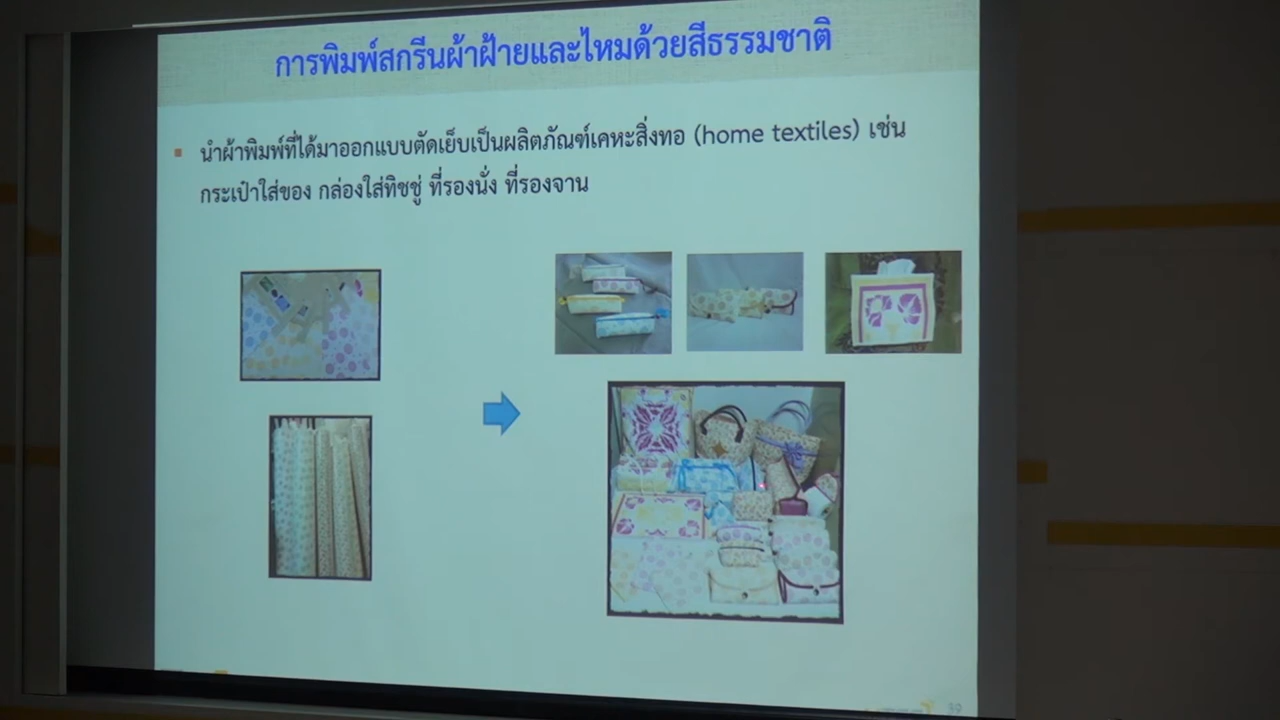 การพิมพ์สกรีนผ้าฝ้ายและไหมด้วยสีธรรมชาติ
นำผ้าพิมพ์ที่ได้มาออกแบบตัดเย็บเป็นผลิตภัณฑ์เคหะสิ่งทอ (home textiles) เช่น
กระเป๋าใส่ของ กล่องใส่ทิชชู่ ที่รองนั่ง ที่รองจาน
39